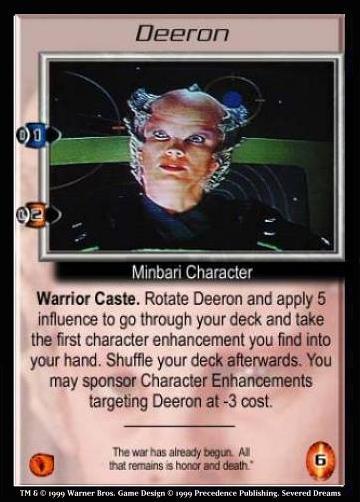 Deeron
1
2
Minbari Character
Warrior Caste. Rotate Deeron and apply 5
influence to go through your deck and take
the first character enhancement you find into
your hand. Shuffle your deck afterwards. You
may sponsor Character Enhancements
targeting Deeron at -3 cost.
The war has already begun. All
that remains is honor and death."
6
TM & © 1999 Warner Bros. Game Design © 1999 Precedence Publishing. Severed Dreams